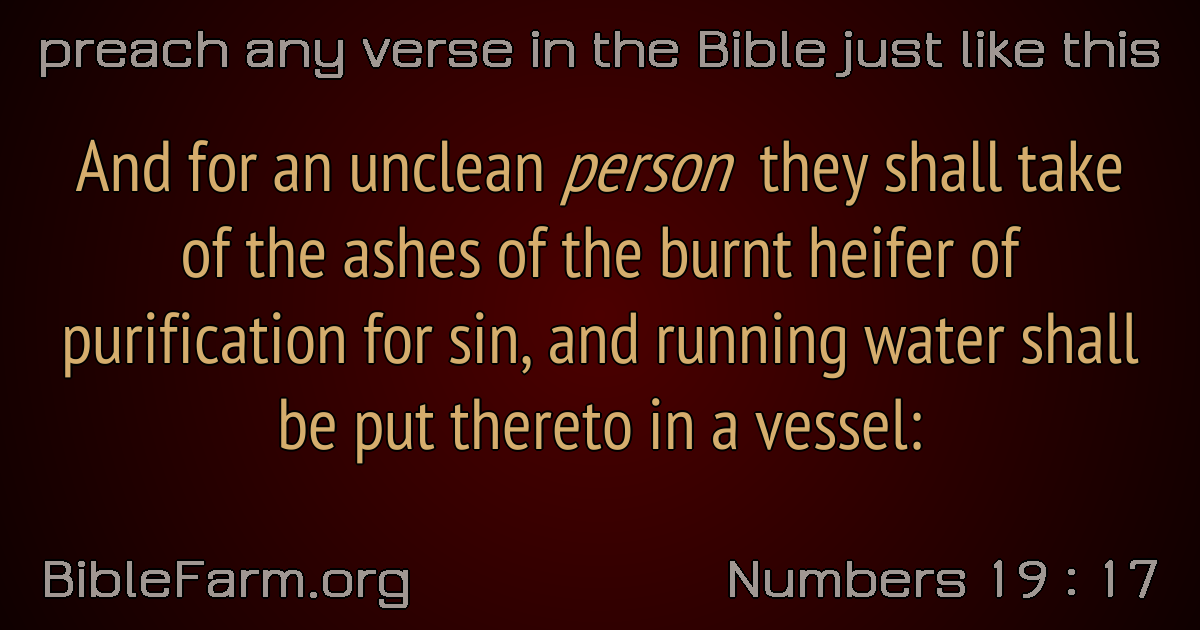 preach any verse in the Bible just like this
And for an unclean person they shall take
of the ashes of the burnt heifer of
purification for sin, and running water shall
be put thereto in a vessel:
BibleFarm.org
Numbers 19 : 17